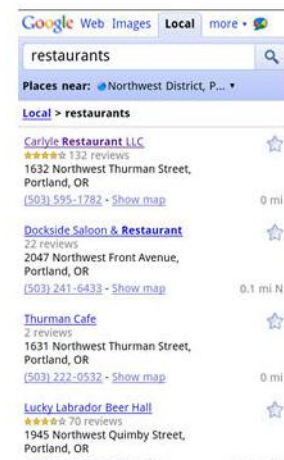 Google Web Images Local more
restaurants
Places near: Northwest District, P...
Local > restaurants
Carlyle Restaurant LLC
132 reviews
1632 Northwest Thurman Street,
Portland, OR
(503) 595-1782 - Show map 0 mi
Dockside Saloon & Restaurant
22 reviews
2047 Northwest Front Avenue,
Portland, OR
(503) 241-6433 - Show map 0.1 mi N
Thurman Cafe
2 reviews
1631 Northwest Thurman Street,
Portland, OR
(503) 222-0532 - Show map 0 mi
Lucky Labrador Beer Hall
70 reviews
1945 Northwest Quimby Street,
Portland, OR